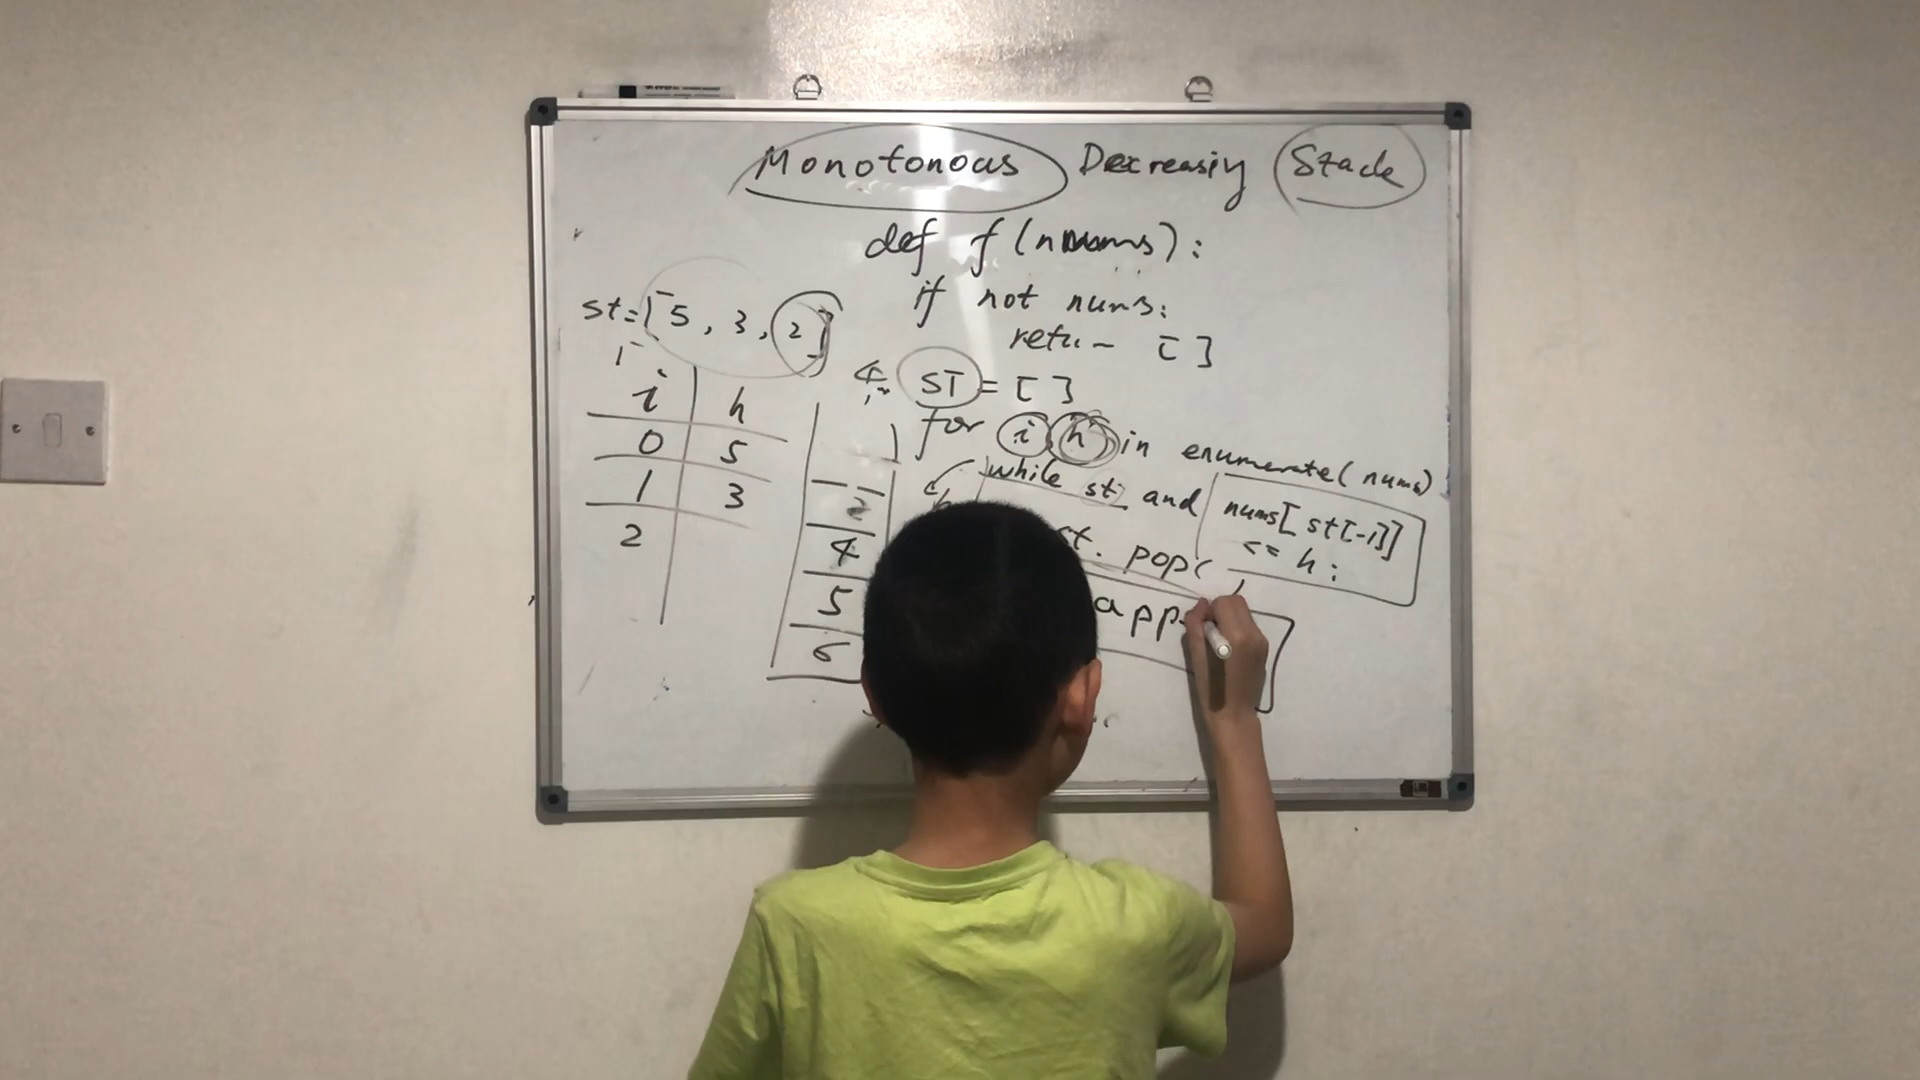 Monotonous Decreasing Stack
def f(nums):
if not nums:
return []
st=[5, 3, 2]
ST = []
for i h in enumerate(nums)
while st and nums[st[-1]]
<= h:
st. pop()
app
i h
0 5
1 3
2
2
4
5
6